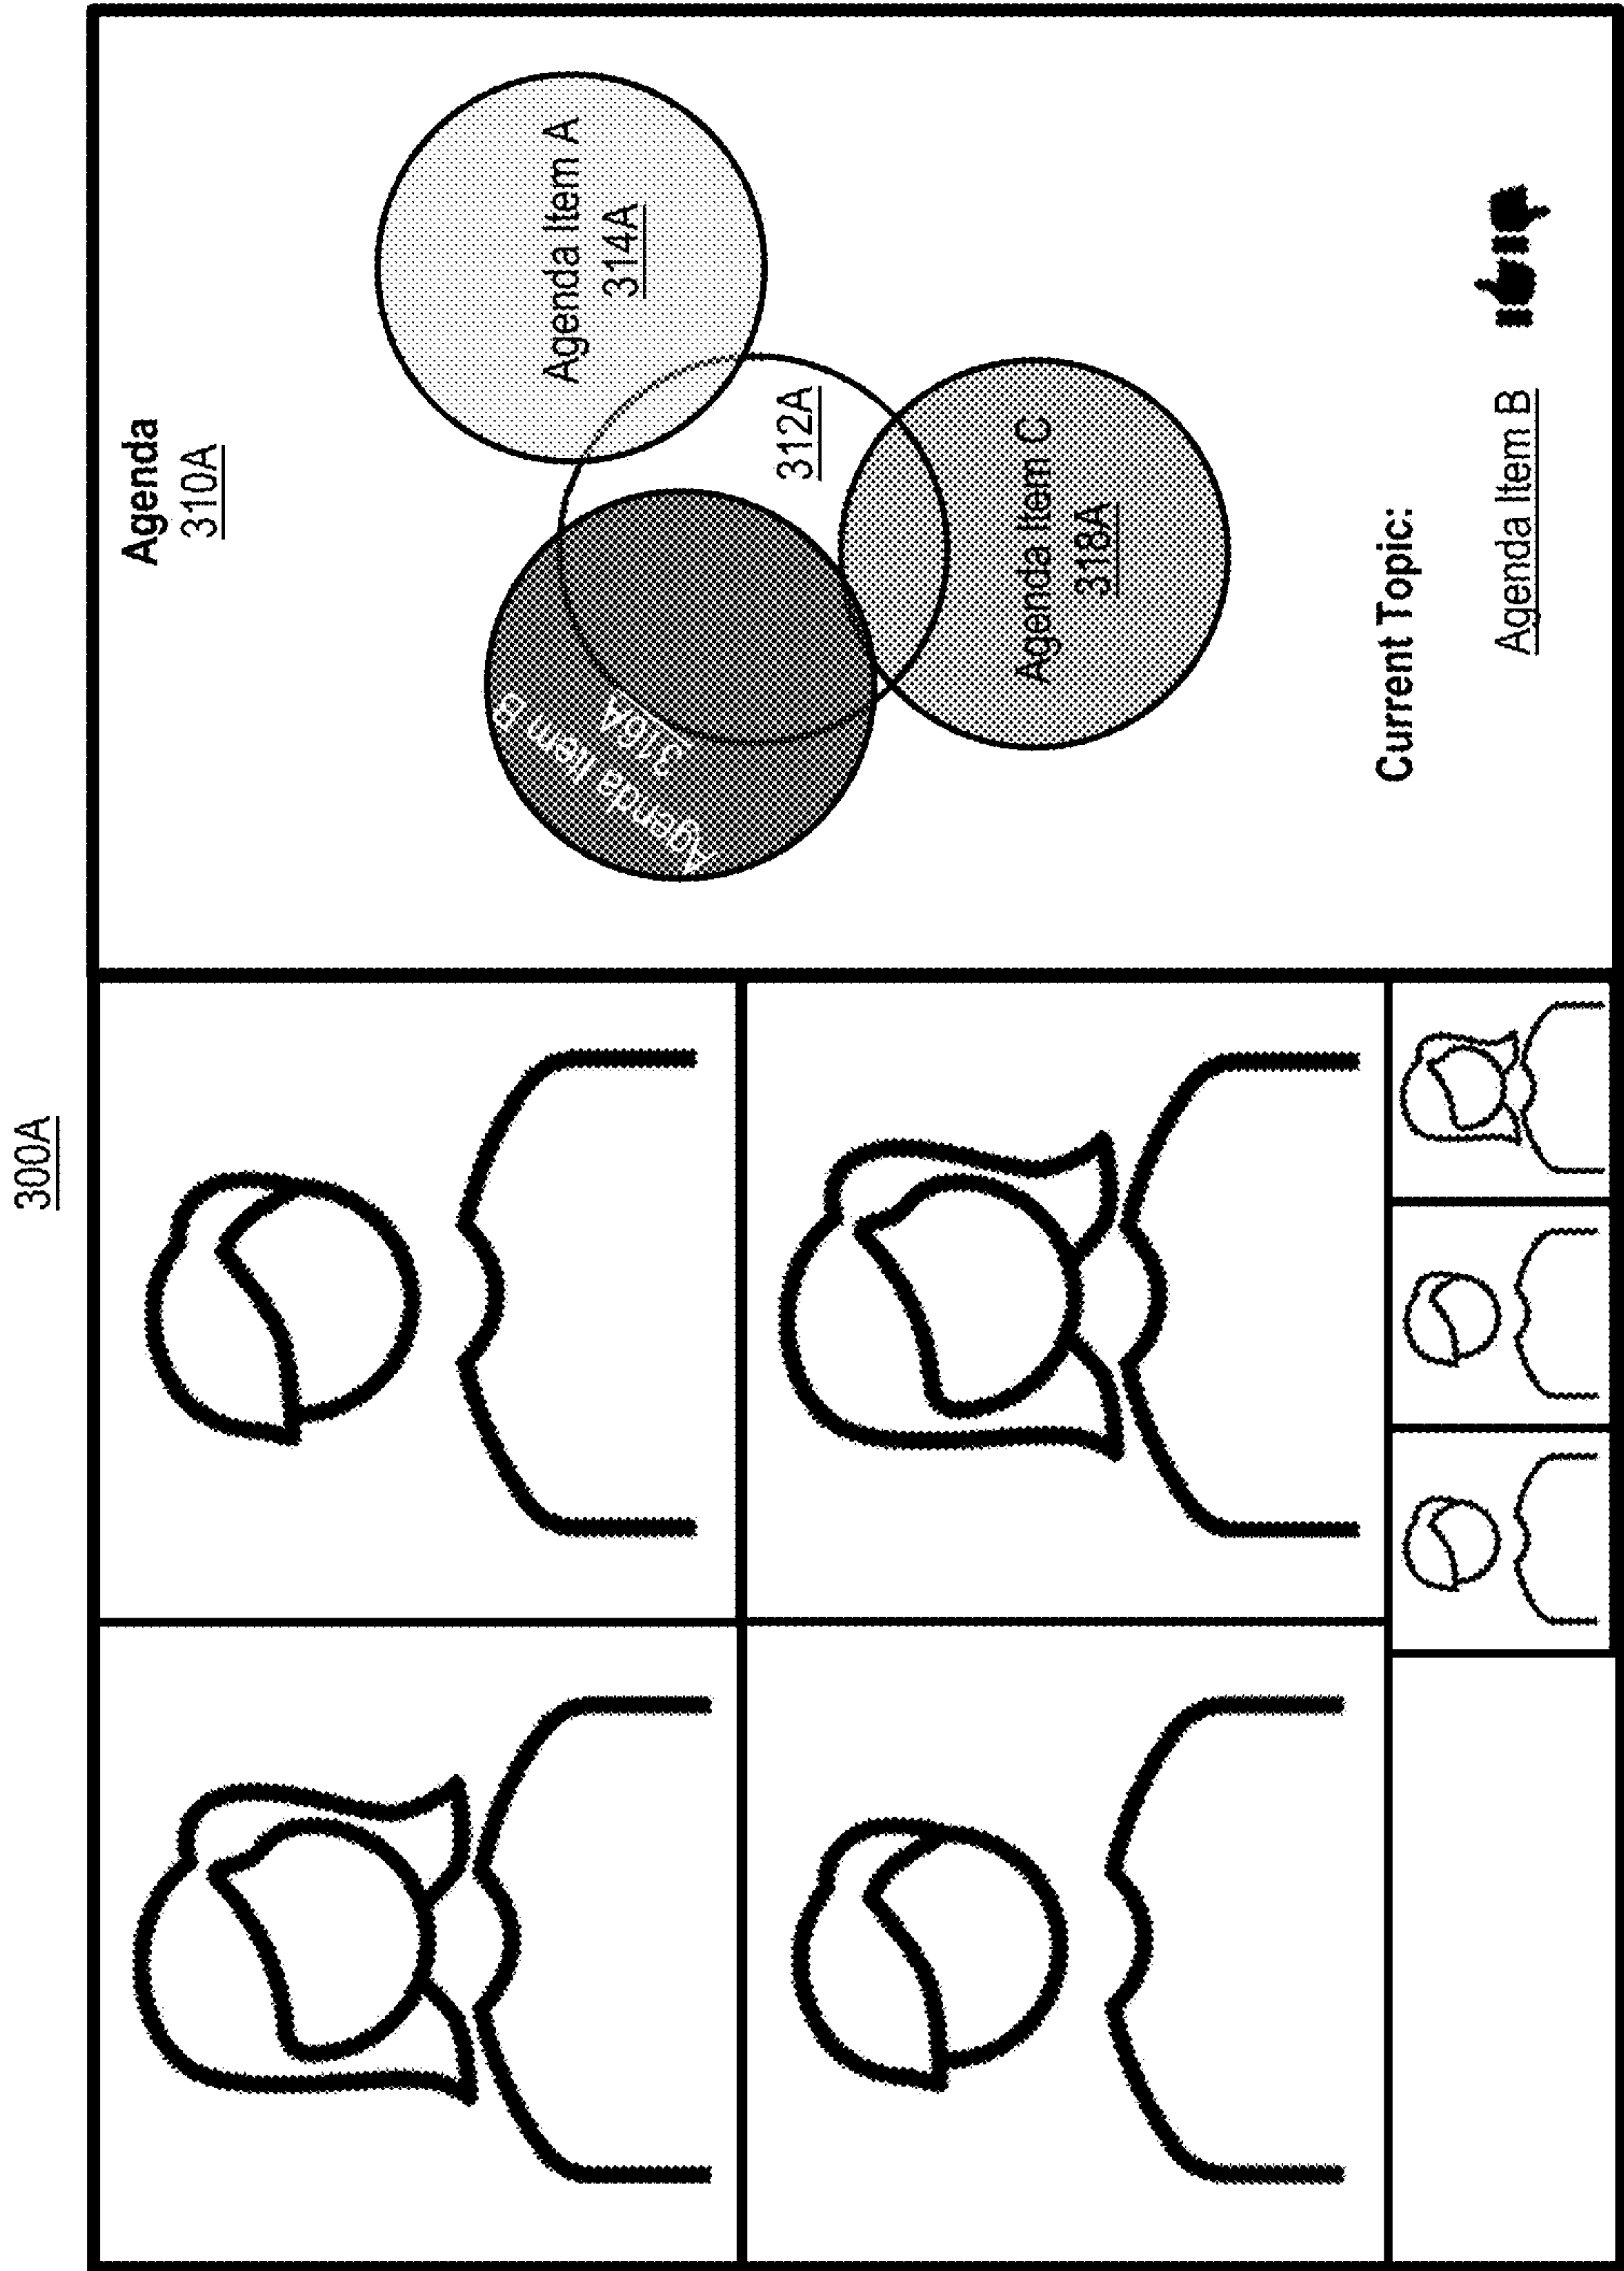 300A
Agenda
310A
Agenda Item A
314A
Agenda Item B
316A
312A
Agenda Item C
318A
Current Topic:
Agenda Item B